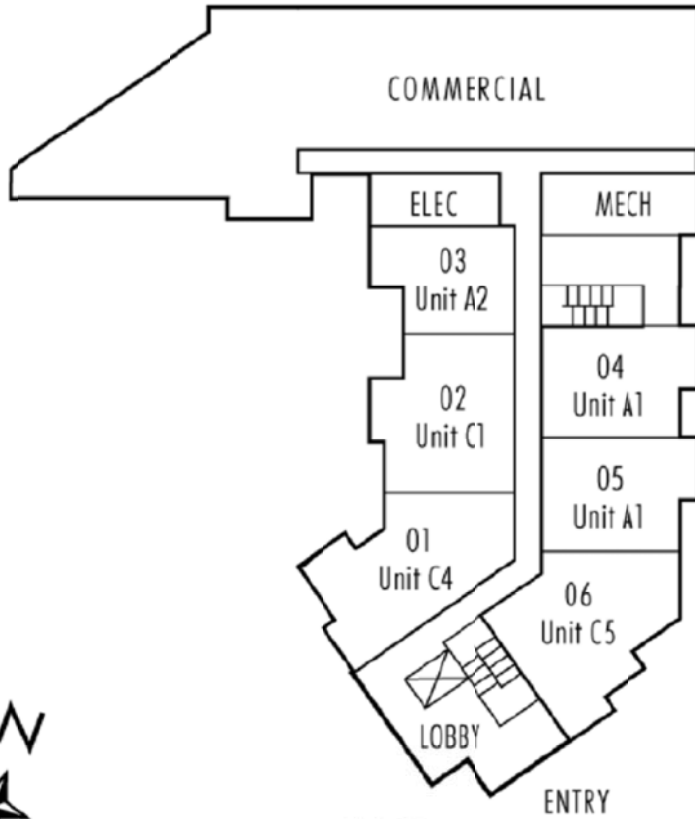 COMMERCIAL
ELEC
MECH
03
Unit A2
04
Unit A1
02
Unit C1
05
Unit A1
01
Unit C4
06
Unit C5
LOBBY
ENTRY
N